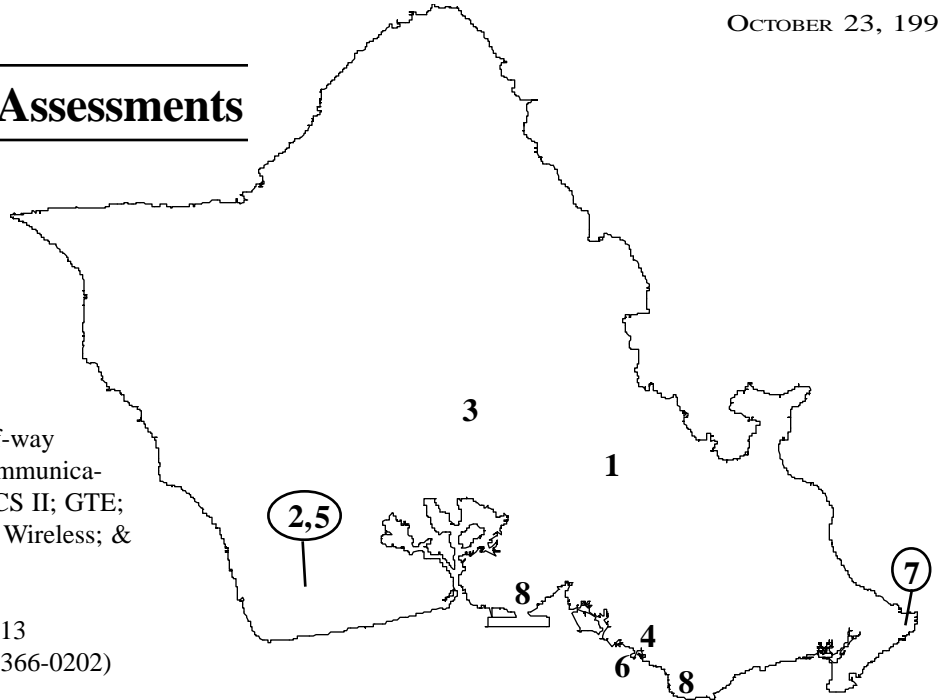 OCTOBER 23, 199
Assessments
3
1
f-way
mmunica-
CS II; GTE;
Wireless; &
2,5
7
8
13
366-0202)
4
6
8